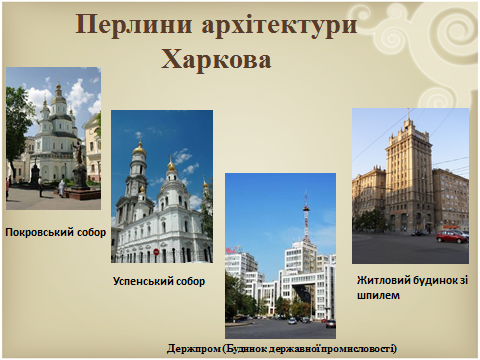 Перлини архітектури
Харкова
Покровський собор
Успенський собор
Житловий будинок зі
шпилем
Держпром (Будинок державної промисловості)